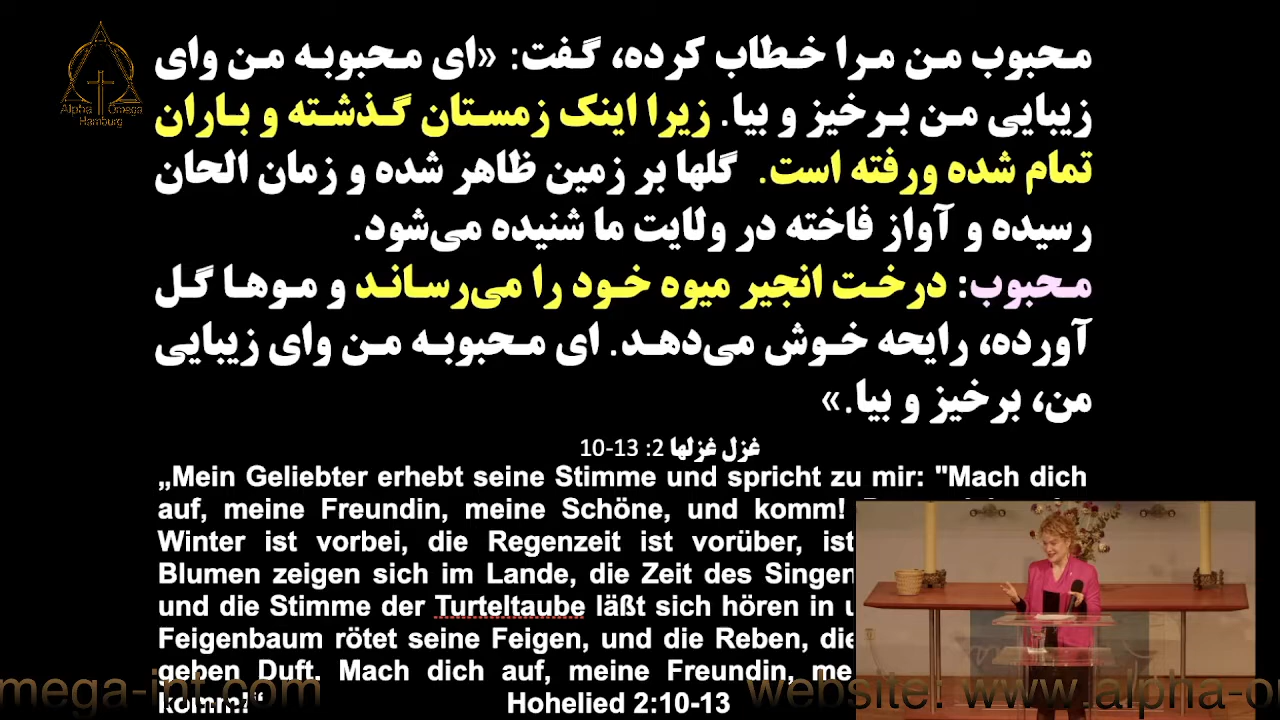 Alpha Omega
Hamburg
محبوب من مرا خطاب کرده، گفت: «ای محبوبه من وای
زیبایی من برخیز و بیا. زیرا اینک زمستان گذشته و باران
تمام شده ورفته است. گلها بر زمین ظاهر شده و زمان الحان
رسیده و آواز فاخته در ولایت ما شنیده می‌شود.
محبوب: درخت انجیر میوه خود را می‌رساند و موها گل
آورده، رایحه خوش می‌دهد. ای محبوبه من وای زیبایی
من، برخیز و بیا.»
غزل غزلها 2: 13-10
„Mein Geliebter erhebt seine Stimme und spricht zu mir: "Mach dich
auf, meine Freundin, meine Schöne, und komm!
Winter ist vorbei, die Regenzeit ist vorüber, ist
Blumen zeigen sich im Lande, die Zeit des Singen
und die Stimme der Turteltaube läßt sich hören in
Feigenbaum rötet seine Feigen, und die Reben, die
geben Duft. Mach dich auf, meine Freundin, me
komm!"“ Hohelied 2:10-13
mega-int.com website: www.alpha-o